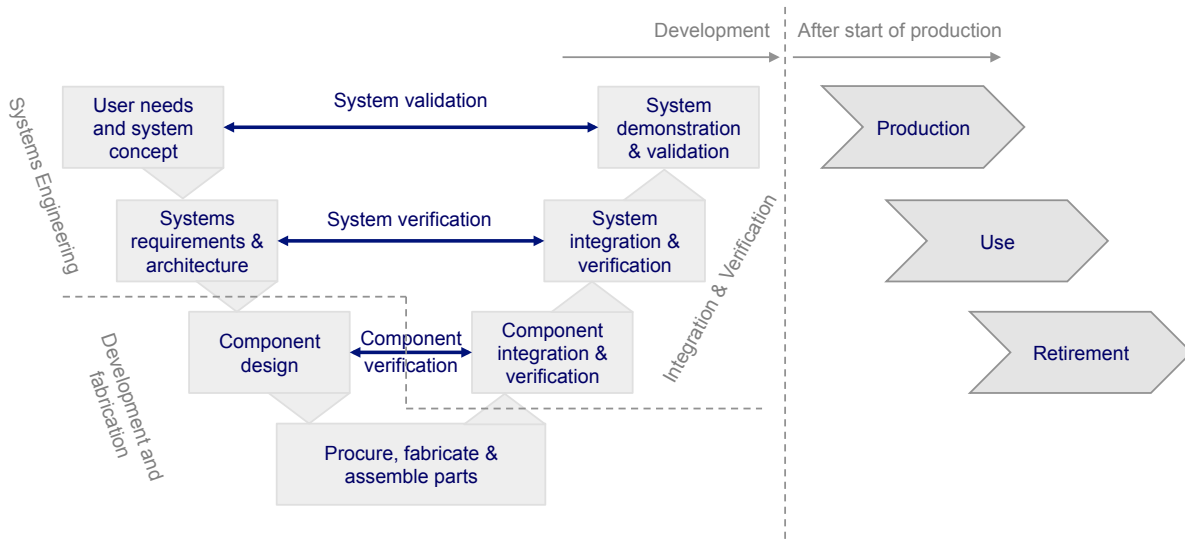 Development
After start of production
User needs
and system
concept
System validation
System
demonstration
& validation
Production
Systems Engineering
Systems
requirements &
architecture
System verification
System
integration &
verification
Use
Integration & Verification
Development and
fabrication
Component
design
Component
verification
Component
integration &
verification
Retirement
Procure, fabricate &
assemble parts